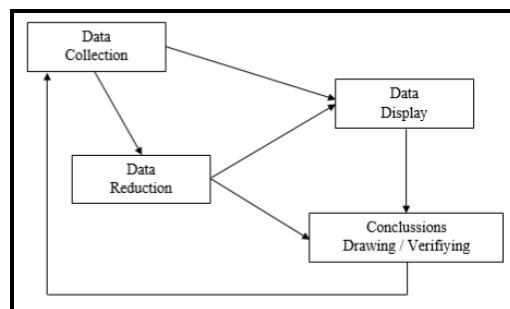 Data
Collection
Data
Display
Data
Reduction
Conclussions
Drawing / Verifiying